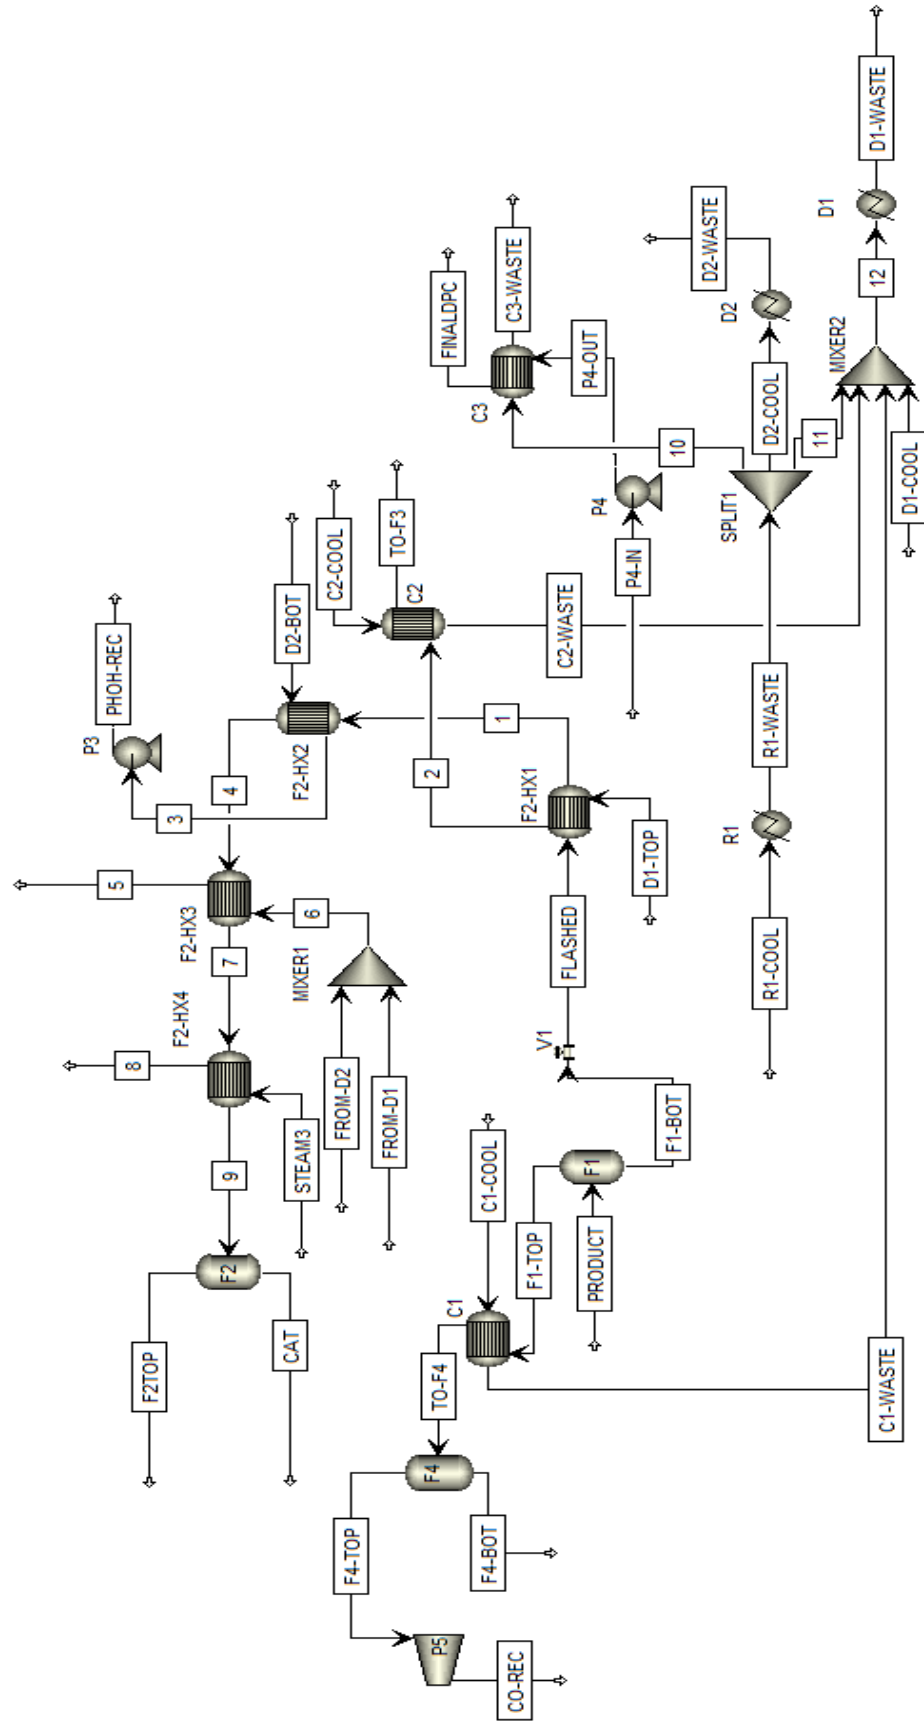 PHOH-REC
P3
3
4
5
D2-BOT
F2-HX2
C2-COOL
TO-F3
C2
FINALDPC
C3-WASTE
C3
P4-OUT
10
P4
P4-IN
D2-WASTE
D2
D2-COOL
11
SPLIT1
D1-WASTE
D1
12
MIXER2
D1-COOL
F2-HX3
7
6
MIXER1
F2-HX4
8
9
STEAM3
FROM-D2
FROM-D1
F2
F2TOP
CAT
1
2
F2-HX1
D1-TOP
FLASHED
V1
F1-BOT
F1
F1-TOP
PRODUCT
C1-COOL
C1
TO-F4
C2-WASTE
R1-WASTE
R1
R1-COOL
C1-WASTE
F4
F4-TOP
F4-BOT
P5
CO-REC